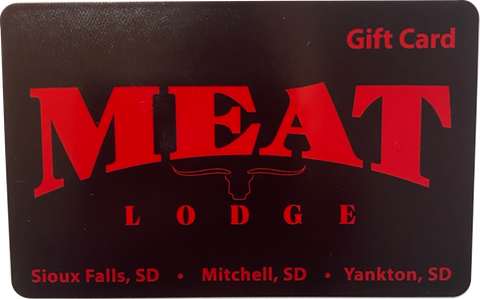 Gift Card
MEAT
LODGE
Sioux Falls, SD • Mitchell, SD • Yankton, SD